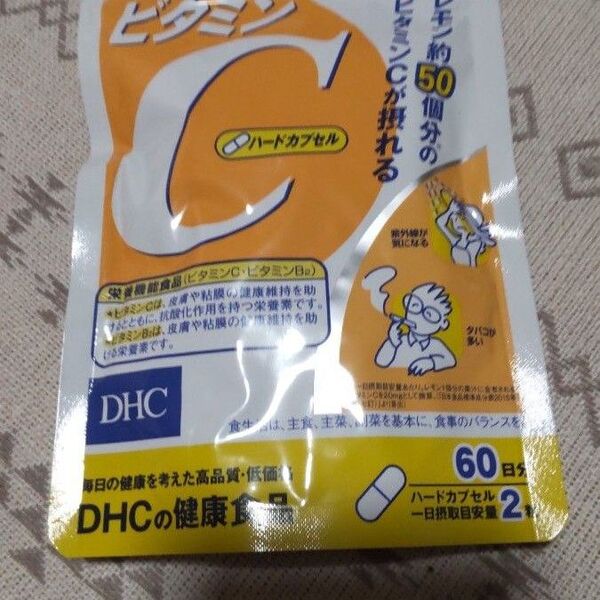 ビタミン
C
ハードカプセル
レモン約50個分の
ビタミンCが摂れる
紫外線が
気になる
タバコが
多い
栄養機能食品(ビタミンC・ビタミンB2)
●ビタミンCは、皮膚や粘膜の健康維持を助
けるとともに、抗酸化作用を持つ栄養素です。
●ビタミンB2は、皮膚や粘膜の健康維持を助
ける栄養素です。
DHC
食生活は、主食、主菜、副菜を基本に、食事のバランスを
毎日の健康を考えた高品質・低価格
DHCの健康食品
60日分
ハードカプセル
一日摂取目安量2粒